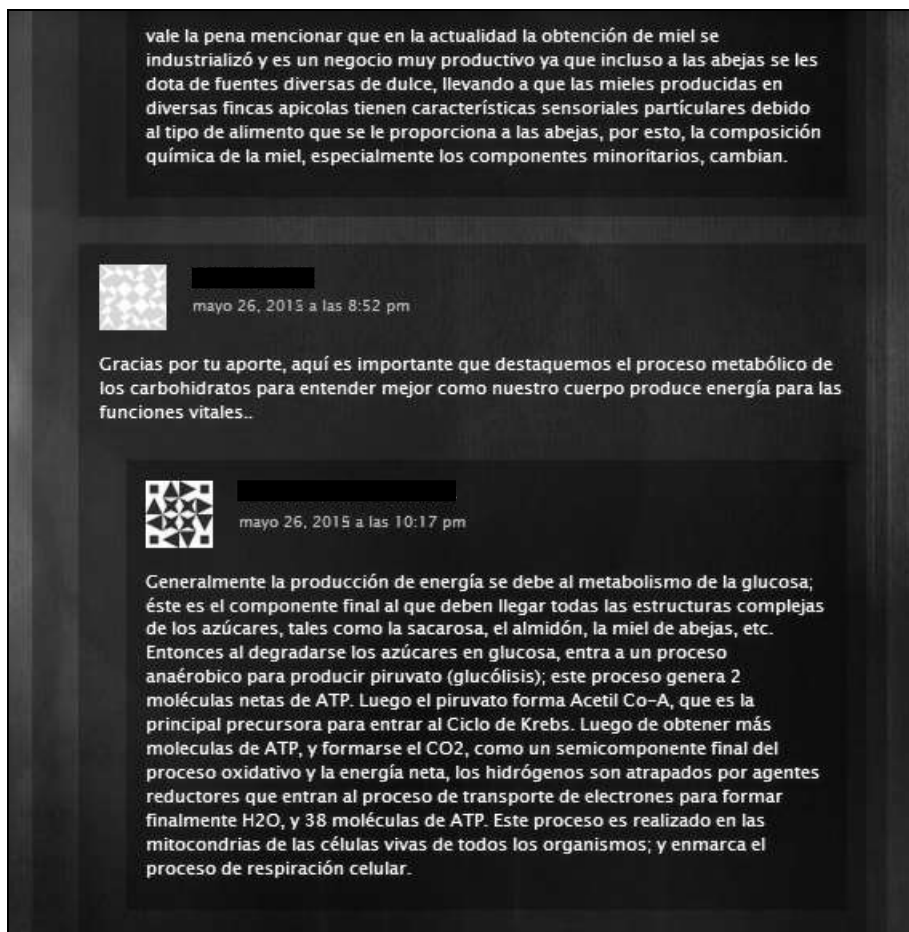 vale la pena mencionar que en la actualidad la obtención de miel se
industrializó y es un negocio muy productivo ya que incluso a las abejas se les
dota de fuentes diversas de dulce, llevando a que las mieles producidas en
diversas fincas apicolas tienen características sensoriales partículares debido
al tipo de alimento que se le proporciona a las abejas, por esto, la composición
química de la miel, especialmente los componentes minoritarios, cambian.
mayo 26, 2015 a las 8:52 pm
Gracias por tu aporte, aquí es importante que destaquemos el proceso metabólico de
los carbohidratos para entender mejor como nuestro cuerpo produce energía para las
funciones vitales..
mayo 26, 2015 a las 10:17 pm
Generalmente la producción de energía se debe al metabolismo de la glucosa;
éste es el componente final al que deben llegar todas las estructuras complejas
de los azúcares, tales como la sacarosa, el almidón, la miel de abejas, etc.
Entonces al degradarse los azúcares en glucosa, entra a un proceso
anaérobico para producir piruvato (glucólisis); este proceso genera 2
moléculas netas de ATP. Luego el piruvato forma Acetil Co-A, que es la
principal precursora para entrar al Ciclo de Krebs. Luego de obtener más
moleculas de ATP, y formarse el CO2, como un semicomponente final del
proceso oxidativo y la energía neta, los hidrógenos son atrapados por agentes
reductores que entran al proceso de transporte de electrones para formar
finalmente H2O, y 38 moléculas de ATP. Este proceso es realizado en las
mitocondrias de las células vivas de todos los organismos; y enmarca el
proceso de respiración celular.